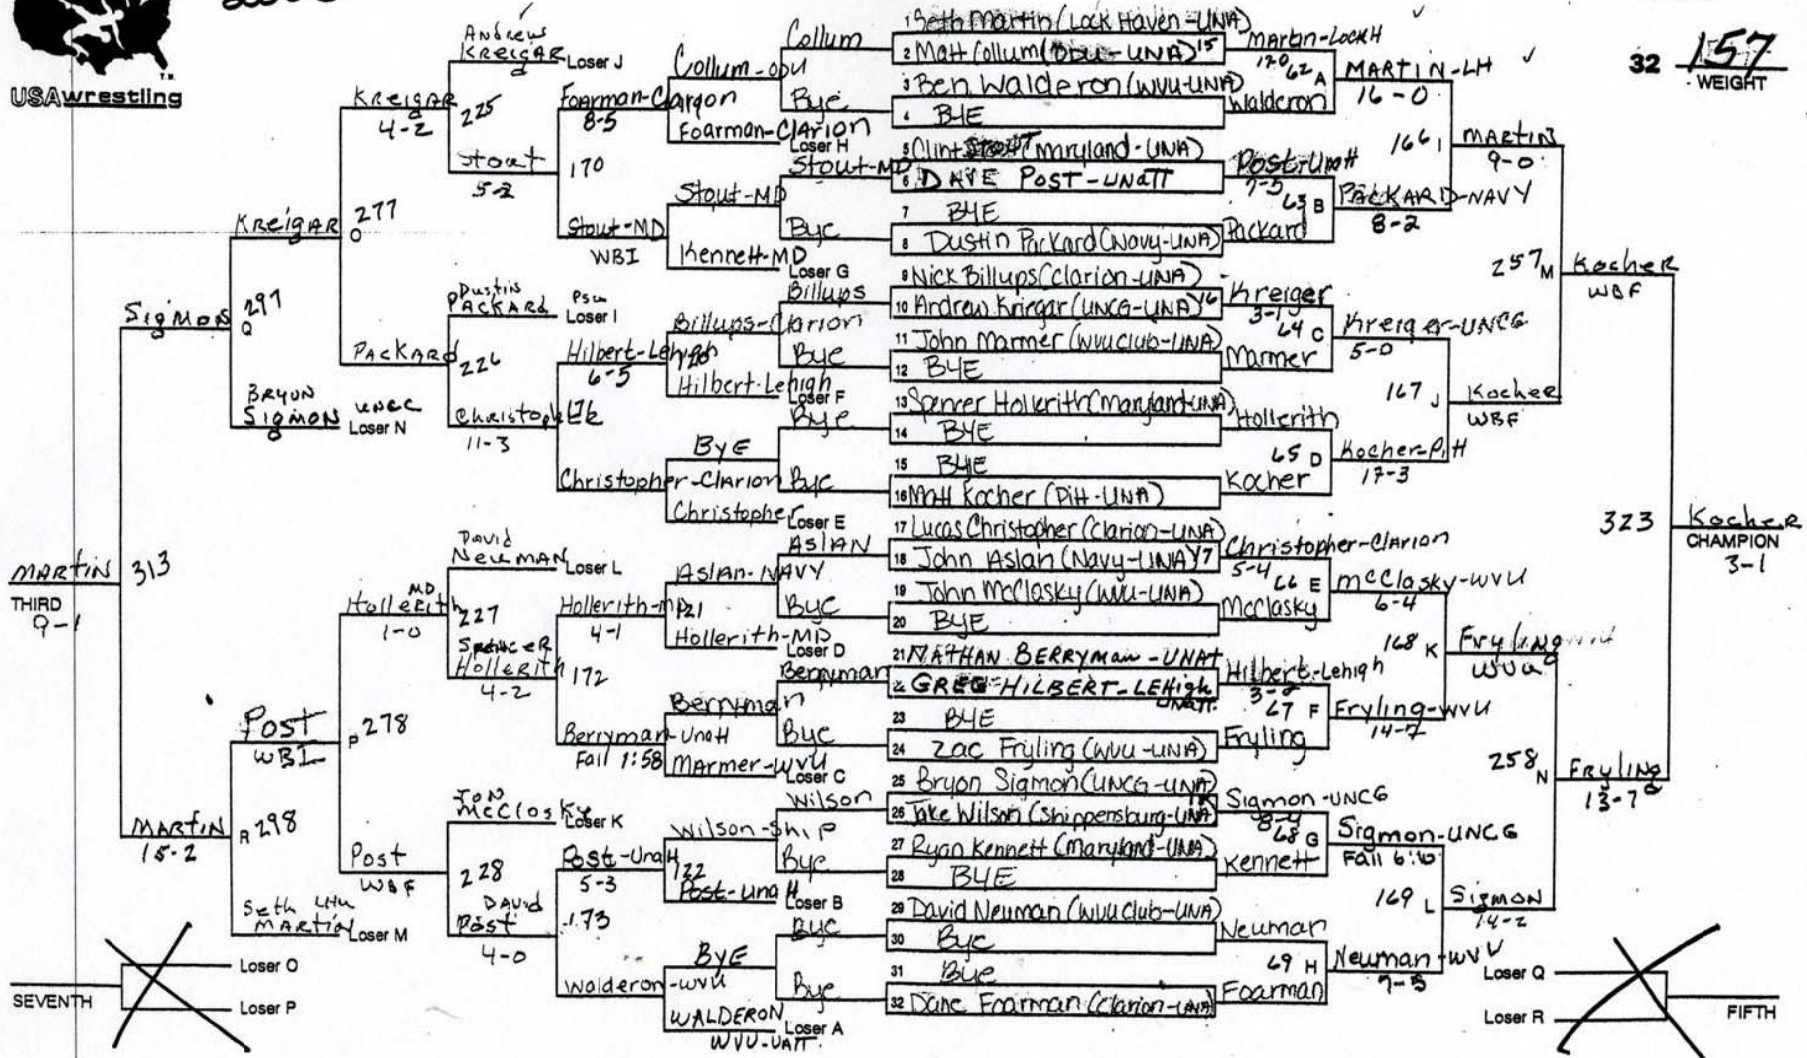 USAwrestling
T.M.
32 157
WEIGHT
1 Seth Martin (Lock Haven-UNA)
2 Matt Collum (ODU-UNA) 15
3 Ben Walderon (WVU-UNA)
4 BYE
5 Clint Stout (Maryland-UNA)
6 DAVE POST-UNATT
7 BYE
8 Dustin Packard (Navy-UNA)
9 Nick Billups (Clarion-UNA)
10 Andrew Kriegar (UNCG-UNA) 16
11 John Marmer (WVU Club-UNA)
12 BYE
13 Spenser Hollerith (Maryland-UNA)
14 BYE
15 BYE
16 Matt Kocher (Pitt-UNA)
17 Lucas Christopher (Clarion-UNA)
18 John Aslan (Navy-UNA) 17
19 John McClasky (WVU-UNA)
20 BYE
21 NATHAN BERRYMAN-UNAT
22 GREG HILBERT-LEHigh UNATT
23 BYE
24 Zac Fryling (WVU-UNA)
25 Bryon Sigmon (UNCG-UNA)
26 Jake Wilson (Shippensburg-UNA)
27 Ryan Kennett (Maryland-UNA)
28 BYE
29 David Neuman (WVU Club-UNA)
30 Bye
31 Bye
32 Dane Foarman (Clarion-UNA)
Martin-LOCKH
62 A
Walderon
Post-Unatt
7-5
63 B
Packard
Kreiger
3-1
64 C
Marmer
Hollerith
65 D
Kocher
Christopher-Clarion
5-4
66 E
McClasky
Hilbert-Lehigh
67 F
Fryling
Sigmon-UNCG
68 G
Kennett
Neuman
69 H
Foarman
MARTIN-LH
16-0
166 I
PACKARD-NAVY
8-2
Kreiger-UNCG
5-0
167 J
Kocher-Pitt
17-3
McClasky-WVU
6-4
168 K
Fryling-WVU
14-7
Sigmon-UNCG
Fall
169 L
Neuman-WVU
MARTIN
9-0
257 M
Kocher
WBF
Fryling
258 N
Sigmon
14-2
Kocher
WBF
323
Fryling
13-7
Kocher
CHAMPION
3-1
Collum
Bye
Stout-MD
Bye
Billups
Bye
Bye
Bye
ASLAN
Bye
Berryman
Bye
Wilson
Bye
Bye
Bye
Collum-ODU
Foarman-Clarion
Loser H
Stout-MD
Kennett-MD
Loser G
Billups-Clarion
120
Hilbert-Lehigh
Loser F
BYE
Christopher
Loser E
Aslan-NAVY
121
Hollerith-MD
Loser D
Berryman
Unatt
Marmer-WVU
Loser C
Wilson-Ship
122
Post-Unatt
Loser B
BYE
WALDERON
Loser A
WVU-UATT.
Foarman-Clarion
8-5
170
Stout-MD
WBI
Hilbert-Lehigh
6-5
Christopher-Clarion
Hollerith-MD
4-1
172
Berryman
Fall 1:58
Post-Unatt
5-3
173
Walderon-WVU
Andrew
KREIGAR
Loser J
225
Stout
5-2
Dustin
PACKARD
Loser I
226
Christopher
11-3
David
NEUMAN
Loser L
227
Spencer
Hollerith
4-2
JON
McClosky
Loser K
228
DAVID
Post
4-0
Kreigar
4-2
277
O
PACKARD
Hollerith
MD
1-0
278
P
Post
WBF
Kreigar
297
Q
BRYUN
SIGMON
Loser N
Post
WBI
298
R
Seth
MARTIN
Loser M
Sigmon
313
MARTIN
15-2
MARTIN
THIRD
9-1
Loser O
SEVENTH
Loser P
Loser Q
FIFTH
Loser R